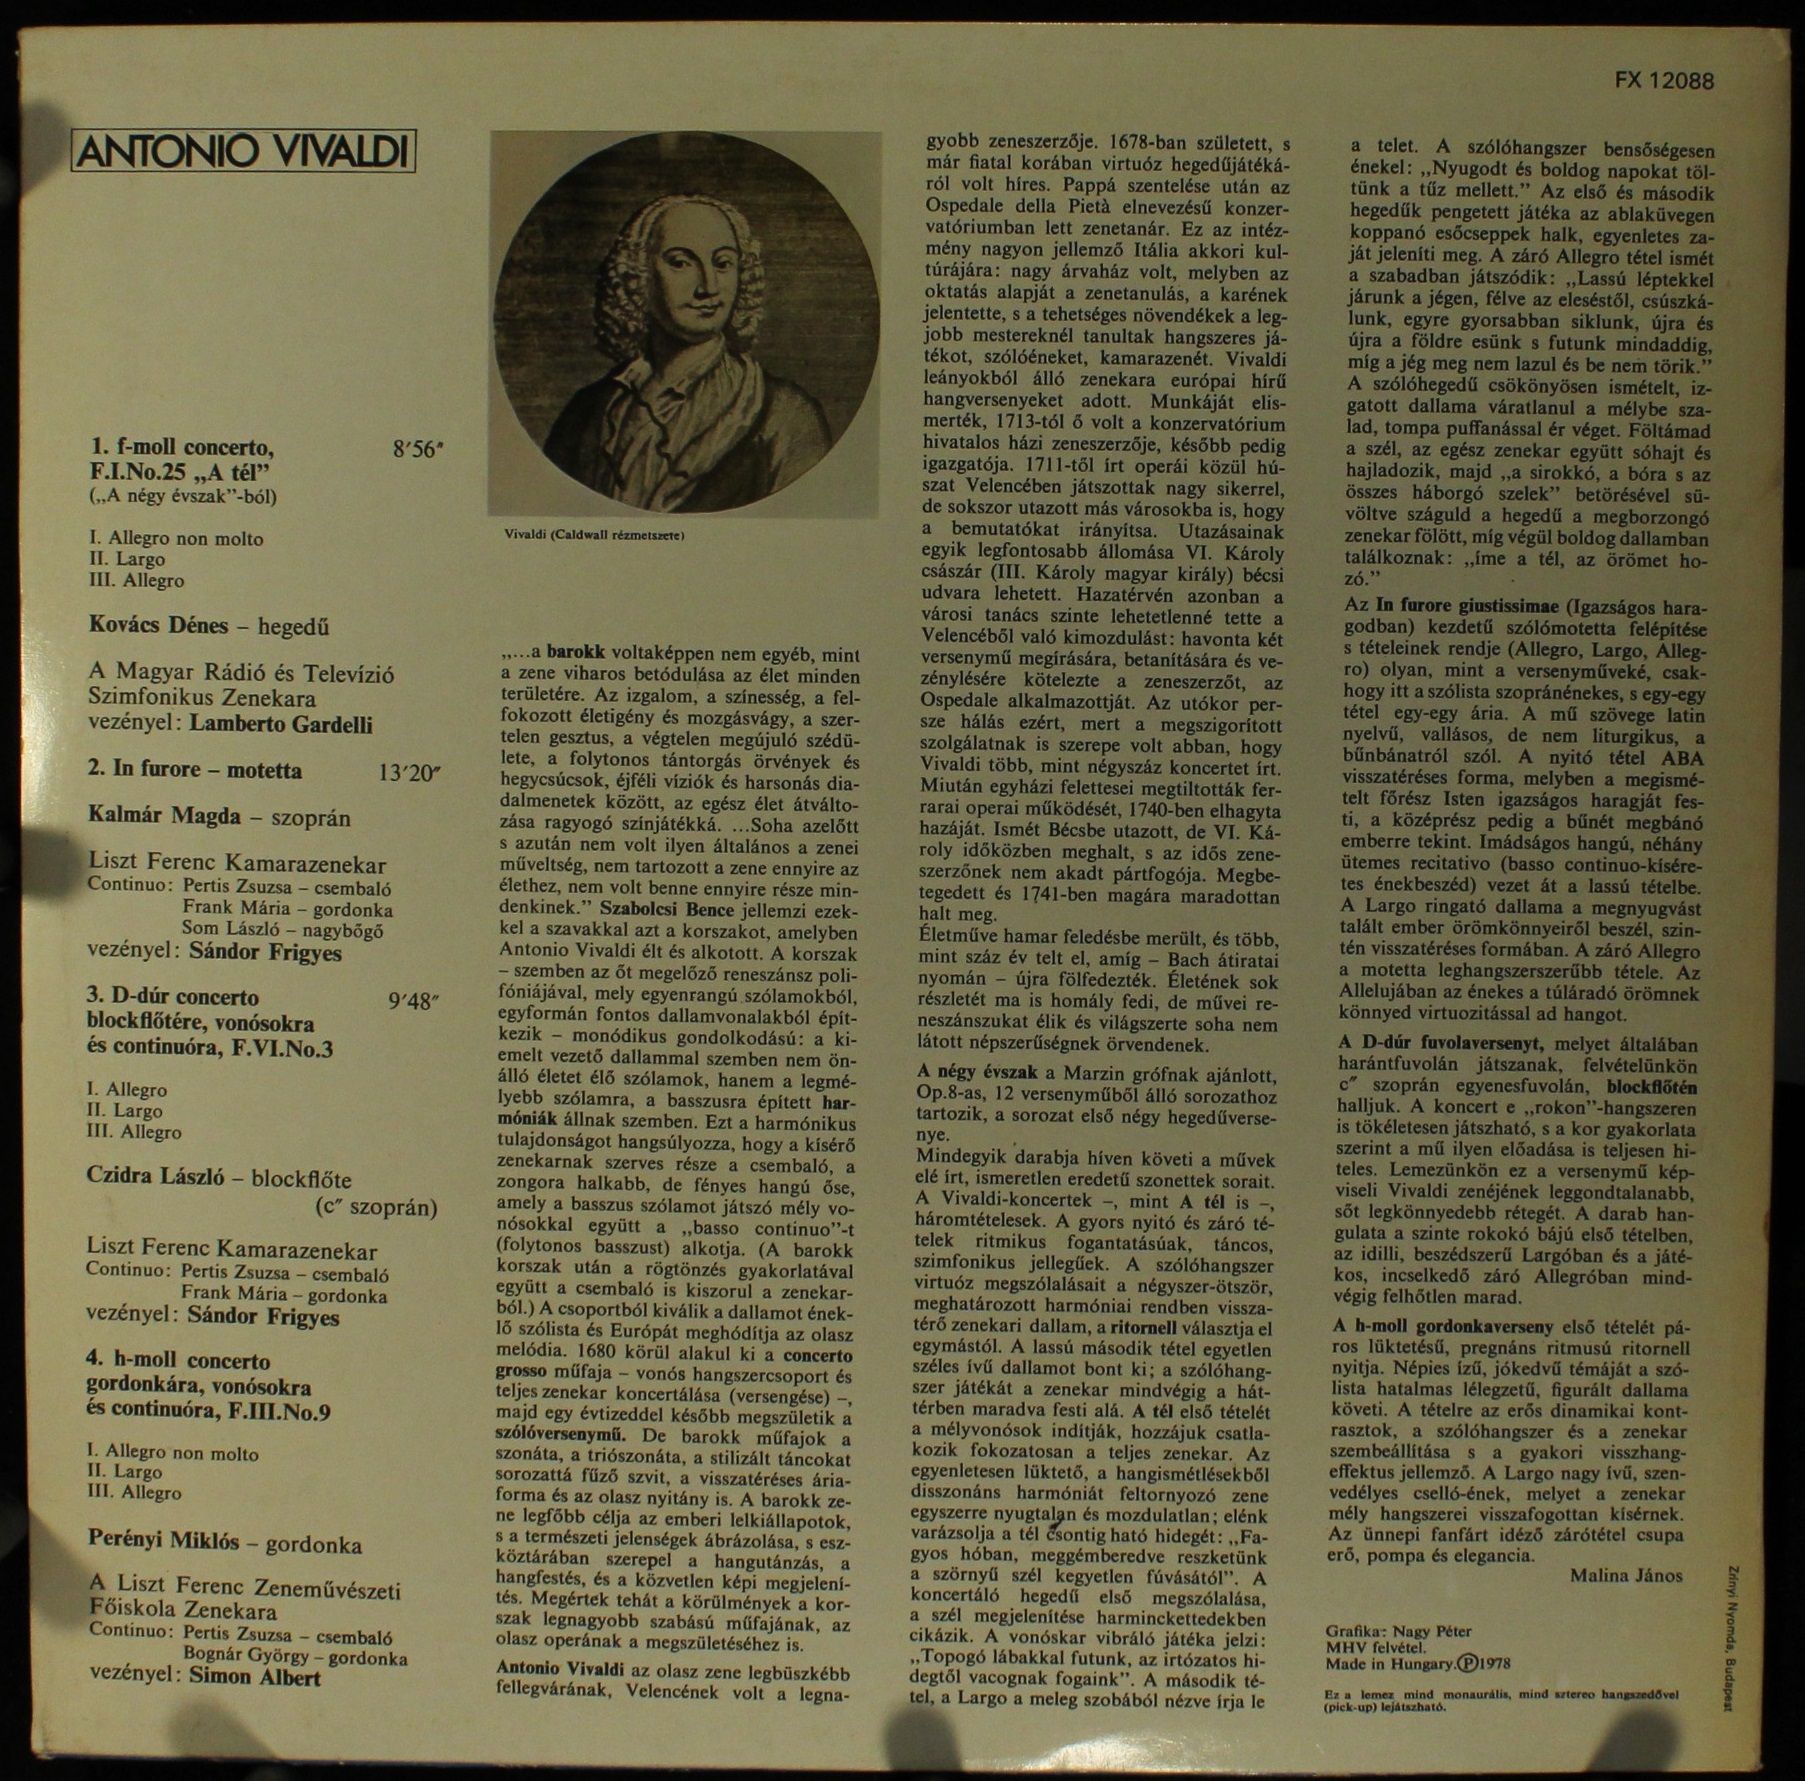 FX 12088
ANTONIO VIVALDI
1. f-moll concerto, 8′56″
F.I.No.25 „A tél”
(„A négy évszak”-ból)
I. Allegro non molto
II. Largo
III. Allegro
Kovács Dénes – hegedű
A Magyar Rádió és Televízió
Szimfonikus Zenekara
vezényel: Lamberto Gardelli
2. In furore – motetta 13′20″
Kalmár Magda – szoprán
Liszt Ferenc Kamarazenekar
Continuo: Pertis Zsuzsa – csembaló
Frank Mária – gordonka
Som László – nagybőgő
vezényel: Sándor Frigyes
3. D-dúr concerto 9′48″
blockflőtére, vonósokra
és continuóra, F.VI.No.3
I. Allegro
II. Largo
III. Allegro
Czidra László – blockflőte
(c″ szoprán)
Liszt Ferenc Kamarazenekar
Continuo: Pertis Zsuzsa – csembaló
Frank Mária – gordonka
vezényel: Sándor Frigyes
4. h-moll concerto
gordonkára, vonósokra
és continuóra, F.III.No.9
I. Allegro non molto
II. Largo
III. Allegro
Perényi Miklós – gordonka
A Liszt Ferenc Zeneművészeti
Főiskola Zenekara
Continuo: Pertis Zsuzsa – csembaló
Bognár György – gordonka
vezényel: Simon Albert
Vivaldi (Caldwall rézmetszete)
„...a barokk voltaképpen nem egyéb, mint
a zene viharos betódulása az élet minden
területére. Az izgalom, a színesség, a fel-
fokozott életigény és mozgásvágy, a szer-
telen gesztus, a végtelen megújuló szédü-
lete, a folytonos tántorgás örvények és
hegycsúcsok, éjféli víziók és harsonás dia-
dalmenetek között, az egész élet átválto-
zása ragyogó színjátékká. ...Soha azelőtt
s azután nem volt ilyen általános a zenei
műveltség, nem tartozott a zene ennyire az
élethez, nem volt benne ennyire része min-
denkinek.” Szabolcsi Bence jellemzi ezek-
kel a szavakkal azt a korszakot, amelyben
Antonio Vivaldi élt és alkotott. A korszak
– szemben az őt megelőző reneszánsz poli-
fóniájával, mely egyenrangú szólamokból,
egyformán fontos dallamvonalakból épít-
kezik – monódikus gondolkodású: a ki-
emelt vezető dallammal szemben nem ön-
álló életet élő szólamok, hanem a legmé-
lyebb szólamra, a basszusra épített har-
móniák állnak szemben. Ezt a harmónikus
tulajdonságot hangsúlyozza, hogy a kísérő
zenekarnak szerves része a csembaló, a
zongora halkabb, de fényes hangú őse,
amely a basszus szólamot játszó mély vo-
nósokkal együtt a „basso continuo”-t
(folytonos basszust) alkotja. (A barokk
korszak után a rögtönzés gyakorlatával
együtt a csembaló is kiszorul a zenekar-
ból.) A csoportból kiválik a dallamot ének-
lő szólista és Európát meghódítja az olasz
melódia. 1680 körül alakul ki a concerto
grosso műfaja – vonós hangszercsoport és
teljes zenekar koncertálása (versengése) –,
majd egy évtizeddel később megszületik a
szólóversenymű. De barokk műfajok a
szonáta, a triószonáta, a stilizált táncokat
sorozattá fűző szvit, a visszatéréses ária-
forma és az olasz nyitány is. A barokk ze-
ne legfőbb célja az emberi lelkiállapotok,
s a természeti jelenségek ábrázolása, s esz-
köztárában szerepel a hangutánzás, a
hangfestés, és a közvetlen képi megjelení-
tés. Megértek tehát a körülmények a kor-
szak legnagyobb szabású műfajának, az
olasz operának a megszületéséhez is.
Antonio Vivaldi az olasz zene legbüszkébb
fellegvárának, Velencének volt a legna-
gyobb zeneszerzője. 1678-ban született, s
már fiatal korában virtuóz hegedűjátéká-
ról volt híres. Pappá szentelése után az
Ospedale della Pietà elnevezésű konzer-
vatóriumban lett zenetanár. Ez az intéz-
mény nagyon jellemző Itália akkori kul-
túrájára: nagy árvaház volt, melyben az
oktatás alapját a zenetanulás, a karének
jelentette, s a tehetséges növendékek a leg-
jobb mestereknél tanultak hangszeres já-
tékot, szólóéneket, kamarazenét. Vivaldi
leányokból álló zenekara európai hírű
hangversenyeket adott. Munkáját elis-
merték, 1713-tól ő volt a konzervatórium
hivatalos házi zeneszerzője, később pedig
igazgatója. 1711-től írt operái közül hú-
szat Velencében játszottak nagy sikerrel,
de sokszor utazott más városokba is, hogy
a bemutatókat irányítsa. Utazásainak
egyik legfontosabb állomása VI. Károly
császár (III. Károly magyar király) bécsi
udvara lehetett. Hazatérvén azonban a
városi tanács szinte lehetetlenné tette a
Velencéből való kimozdulást: havonta két
versenymű megírására, betanítására és ve-
zénylésére kötelezte a zeneszerzőt, az
Ospedale alkalmazottját. Az utókor per-
sze hálás ezért, mert a megszigorított
szolgálatnak is szerepe volt abban, hogy
Vivaldi több, mint négyszáz koncertet írt.
Miután egyházi felettesei megtiltották fer-
rarai operai működését, 1740-ben elhagyta
hazáját. Ismét Bécsbe utazott, de VI. Ká-
roly időközben meghalt, s az idős zene-
szerzőnek nem akadt pártfogója. Megbe-
tegedett és 1741-ben magára maradottan
halt meg.
Életműve hamar feledésbe merült, és több,
mint száz év telt el, amíg – Bach átiratai
nyomán – újra fölfedezték. Életének sok
részletét ma is homály fedi, de művei re-
neszánszukat élik és világszerte soha nem
látott népszerűségnek örvendenek.
A négy évszak a Marzin grófnak ajánlott,
Op.8-as, 12 versenyműből álló sorozathoz
tartozik, a sorozat első négy hegedűverse-
nye.
Mindegyik darabja híven követi a művek
elé írt, ismeretlen eredetű szonettek sorait.
A Vivaldi-koncertek –, mint A tél is –,
háromtételesek. A gyors nyitó és záró té-
telek ritmikus fogantatásúak, táncos,
szimfonikus jellegűek. A szólóhangszer
virtuóz megszólalásait a négyszer-ötször,
meghatározott harmóniai rendben vissza-
térő zenekari dallam, a ritornell választja el
egymástól. A lassú második tétel egyetlen
széles ívű dallamot bont ki; a szólóhang-
szer játékát a zenekar mindvégig a hát-
térben maradva festi alá. A tél első tételét
a mélyvonósok indítják, hozzájuk csatla-
kozik fokozatosan a teljes zenekar. Az
egyenletesen lüktető, a hangismétlésekből
disszonáns harmóniát feltornyozó zene
egyszerre nyugtalan és mozdulatlan; elénk
varázsolja a tél csontig ható hidegét: „Fa-
gyos hóban, meggémberedve reszketünk
a szörnyű szél kegyetlen fúvásától”. A
koncertáló hegedű első megszólalása,
a szél megjelenítése harminckettedekben
cikázik. A vonóskar vibráló játéka jelzi:
„Topogó lábakkal futunk, az irtózatos hi-
degtől vacognak fogaink”. A második té-
tel, a Largo a meleg szobából nézve írja le
a telet. A szólóhangszer bensőségesen
énekel: „Nyugodt és boldog napokat töl-
tünk a tűz mellett.” Az első és második
hegedűk pengetett játéka az ablaküvegen
koppanó esőcseppek halk, egyenletes za-
ját jeleníti meg. A záró Allegro tétel ismét
a szabadban játszódik: „Lassú léptekkel
járunk a jégen, félve az eleséstől, csúszká-
lunk, egyre gyorsabban siklunk, újra és
újra a földre esünk s futunk mindaddig,
míg a jég meg nem lazul és be nem törik.”
A szólóhegedű csökönyösen ismételt, iz-
gatott dallama váratlanul a mélybe sza-
lad, tompa puffanással ér véget. Föltámad
a szél, az egész zenekar együtt sóhajt és
hajladozik, majd „a sirokkó, a bóra s az
összes háborgó szelek” betörésével sü-
völtve száguld a hegedű a megborzongó
zenekar fölött, míg végül boldog dallamban
találkoznak: „íme a tél, az örömet ho-
zó.”
Az In furore giustissimae (Igazságos hara-
godban) kezdetű szólómotetta felépítése
s tételeinek rendje (Allegro, Largo, Alleg-
ro) olyan, mint a versenyműveké, csak-
hogy itt a szólista szopránénekes, s egy-egy
tétel egy-egy ária. A mű szövege latin
nyelvű, vallásos, de nem liturgikus, a
bűnbánatról szól. A nyitó tétel ABA
visszatéréses forma, melyben a megismé-
telt főrész Isten igazságos haragját fes-
ti, a középrész pedig a bűnét megbánó
emberre tekint. Imádságos hangú, néhány
ütemes recitativo (basso continuo-kísére-
tes énekbeszéd) vezet át a lassú tételbe.
A Largo ringató dallama a megnyugvást
talált ember örömkönnyeiről beszél, szin-
tén visszatéréses formában. A záró Allegro
a motetta leghangszerszerűbb tétele. Az
Allelujában az énekes a túláradó örömnek
könnyed virtuozitással ad hangot.
A D-dúr fuvolaversenyt, melyet általában
harántfuvolán játszanak, felvételünkön
c″ szoprán egyenesfuvolán, blockflőtén
halljuk. A koncert e „rokon”-hangszeren
is tökéletesen játszható, s a kor gyakorlata
szerint a mű ilyen előadása is teljesen hi-
teles. Lemezünkön ez a versenymű kép-
viseli Vivaldi zenéjének leggondtalanabb,
sőt legkönnyedebb rétegét. A darab han-
gulata a szinte rokokó bájú első tételben,
az idilli, beszédszerű Largóban és a játé-
kos, incselkedő záró Allegróban mind-
végig felhőtlen marad.
A h-moll gordonkaverseny első tételét pá-
ros lüktetésű, pregnáns ritmusú ritornell
nyitja. Népies ízű, jókedvű témáját a szó-
lista hatalmas lélegzetű, figurált dallama
követi. A tételre az erős dinamikai kont-
rasztok, a szólóhangszer és a zenekar
szembeállítása s a gyakori visszhang-
effektus jellemző. A Largo nagy ívű, szen-
vedélyes cselló-ének, melyet a zenekar
mély hangszerei visszafogottan kísérnek.
Az ünnepi fanfárt idéző zárótétel csupa
erő, pompa és elegancia.
Malina János
Grafika: Nagy Péter
MHV felvétel.
Made in Hungary.Ⓟ1978
Ez a lemez mind monaurális, mind sztereo hangszedővel
(pick-up) lejátszható.
Zrínyi Nyomda, Budapest